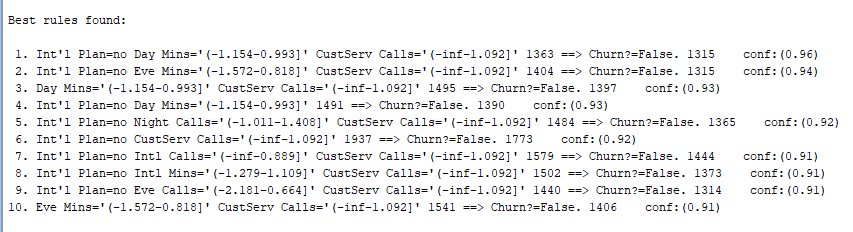 Best rules found:
1. Int'l Plan=no Day Mins='(-1.154-0.993]' CustServ Calls='(-inf-1.092]' 1363 ==> Churn?=False. 1315 conf:(0.96)
2. Int'l Plan=no Eve Mins='(-1.572-0.818]' CustServ Calls='(-inf-1.092]' 1404 ==> Churn?=False. 1315 conf:(0.94)
3. Day Mins='(-1.154-0.993]' CustServ Calls='(-inf-1.092]' 1495 ==> Churn?=False. 1397 conf:(0.93)
4. Int'l Plan=no Day Mins='(-1.154-0.993]' 1491 ==> Churn?=False. 1390 conf:(0.93)
5. Int'l Plan=no Night Calls='(-1.011-1.408]' CustServ Calls='(-inf-1.092]' 1484 ==> Churn?=False. 1365 conf:(0.92)
6. Int'l Plan=no CustServ Calls='(-inf-1.092]' 1937 ==> Churn?=False. 1773 conf:(0.92)
7. Int'l Plan=no Intl Calls='(-inf-0.889]' CustServ Calls='(-inf-1.092]' 1579 ==> Churn?=False. 1444 conf:(0.91)
8. Int'l Plan=no Intl Mins='(-1.279-1.109]' CustServ Calls='(-inf-1.092]' 1502 ==> Churn?=False. 1373 conf:(0.91)
9. Int'l Plan=no Eve Calls='(-2.181-0.664]' CustServ Calls='(-inf-1.092]' 1440 ==> Churn?=False. 1314 conf:(0.91)
10. Eve Mins='(-1.572-0.818]' CustServ Calls='(-inf-1.092]' 1541 ==> Churn?=False. 1406 conf:(0.91)